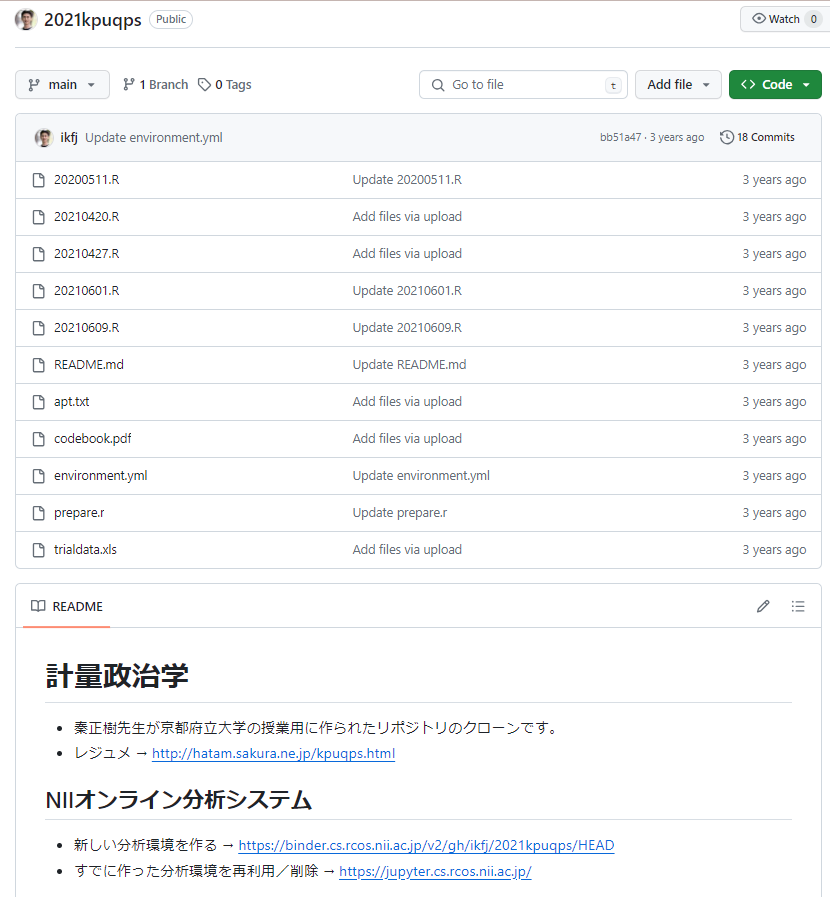 2021kpuqps Public Watch 0
main 1 Branch 0 Tags Go to file t Add file Code
ikfj Update environment.yml bb51a47 · 3 years ago 18 Commits
20200511.R Update 20200511.R 3 years ago
20210420.R Add files via upload 3 years ago
20210427.R Add files via upload 3 years ago
20210601.R Update 20210601.R 3 years ago
20210609.R Update 20210609.R 3 years ago
README.md Update README.md 3 years ago
apt.txt Add files via upload 3 years ago
codebook.pdf Add files via upload 3 years ago
environment.yml Update environment.yml 3 years ago
prepare.r Update prepare.r 3 years ago
trialdata.xls Add files via upload 3 years ago
README
計量政治学
• 秦正樹先生が京都府立大学の授業用に作られたリポジトリのクローンです。
• レジュメ → http://hatam.sakura.ne.jp/kpuqps.html
NIIオンライン分析システム
• 新しい分析環境を作る → https://binder.cs.rcos.nii.ac.jp/v2/gh/ikfj/2021kpuqps/HEAD
• すでに作った分析環境を再利用／削除 → https://jupyter.cs.rcos.nii.ac.jp/